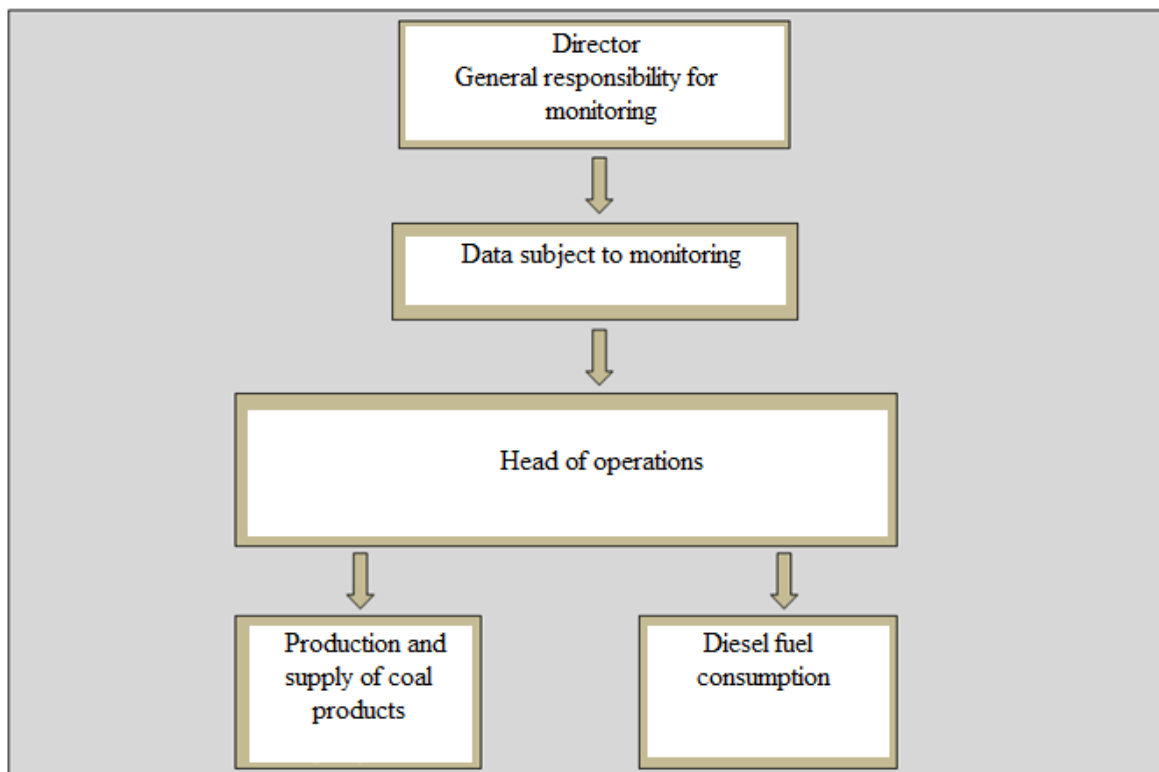 Director
General responsibility for
monitoring
Data subject to monitoring
Head of operations
Production and
supply of coal
products
Diesel fuel
consumption